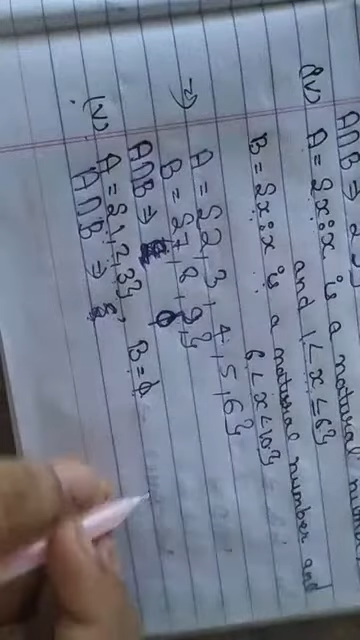 A∩B ⇒ {
(iv) A = {x : x is a natural number
and 1 < x ≤ 6}
B = {x : x is a natural number and
6 < x < 10}
⇒ A = {2, 3, 4, 5, 6}
B = {7, 8, 9}
A∩B ⇒ ϕ
(v) A = {1, 2, 3}, B = ϕ
A∩B ⇒ {